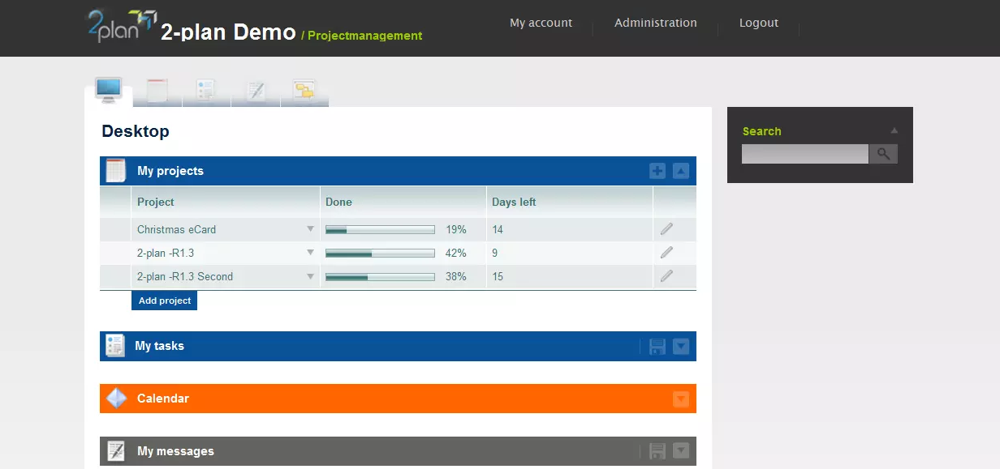 2plan 2-plan Demo / Projectmanagement My account Administration Logout
Desktop
Search
My projects
Project Done Days left
Christmas eCard 19% 14
2-plan -R1.3 42% 9
2-plan -R1.3 Second 38% 15
Add project
My tasks
Calendar
My messages